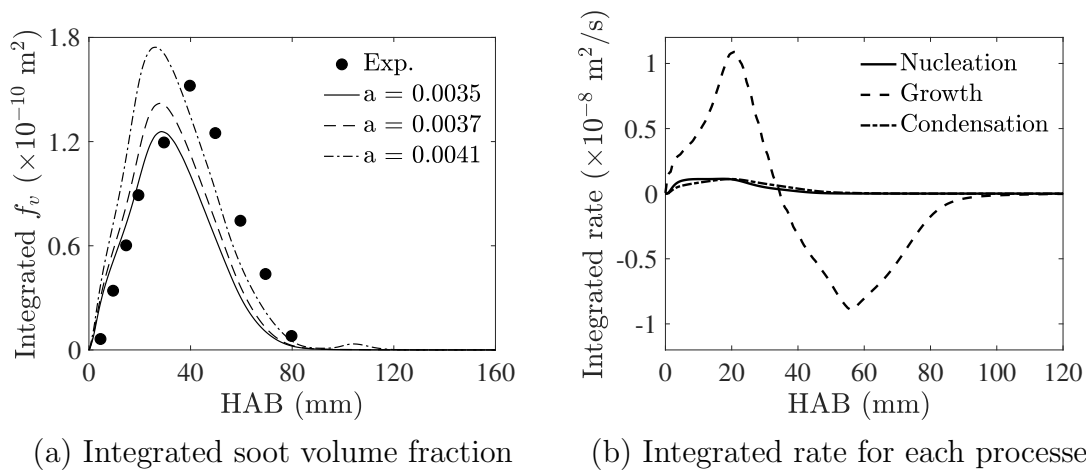 Integrated f_v (×10⁻¹⁰ m²)
1.8
1.2
0.6
0
Exp.
a = 0.0035
a = 0.0037
a = 0.0041
0 40 80 120 160
HAB (mm)
(a) Integrated soot volume fraction
Integrated rate (×10⁻⁸ m²/s)
1
0.5
0
-0.5
-1
Nucleation
Growth
Condensation
0 20 40 60 80 100 120
HAB (mm)
(b) Integrated rate for each processe